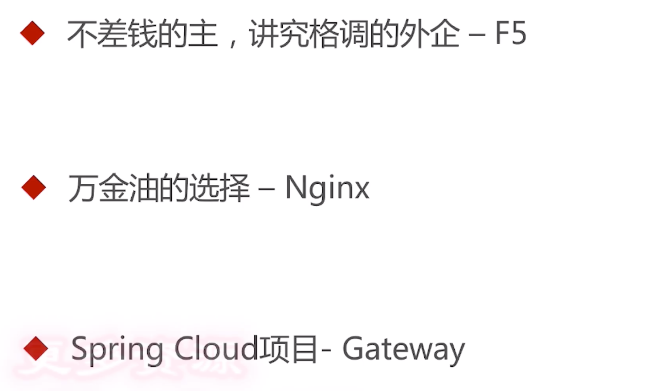 不差钱的主，讲究格调的外企 – F5
万金油的选择 – Nginx
Spring Cloud项目- Gateway